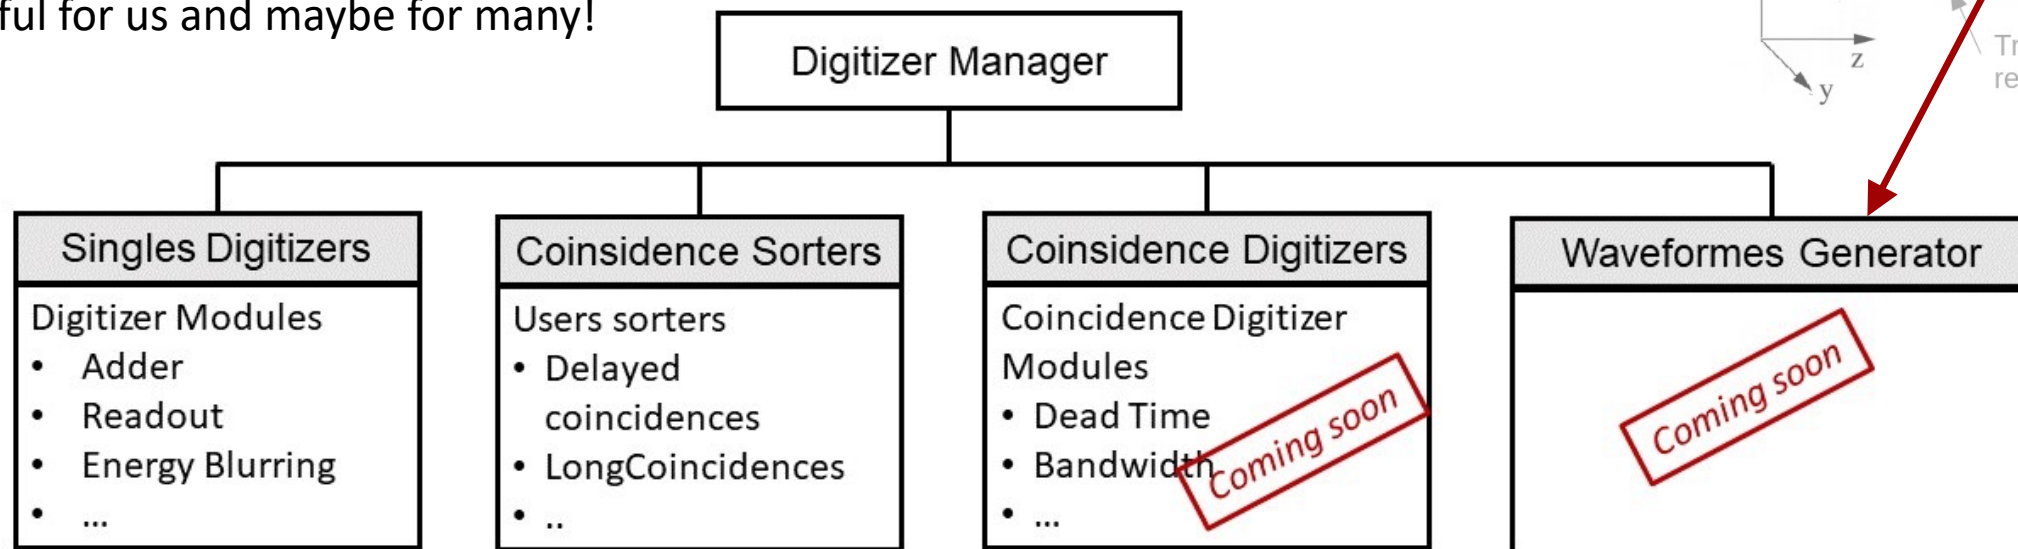 ful for us and maybe for many!
Digitizer Manager
z
y
Singles Digitizers
Digitizer Modules
• Adder
• Readout
• Energy Blurring
• ...
Coinsidence Sorters
Users sorters
• Delayed
coincidences
• LongCoincidences
• ..
Coinsidence Digitizers
Coincidence Digitizer
Modules
• Dead Time
• Bandwidth
• ...
Coming soon
Waveformes Generator
Coming soon